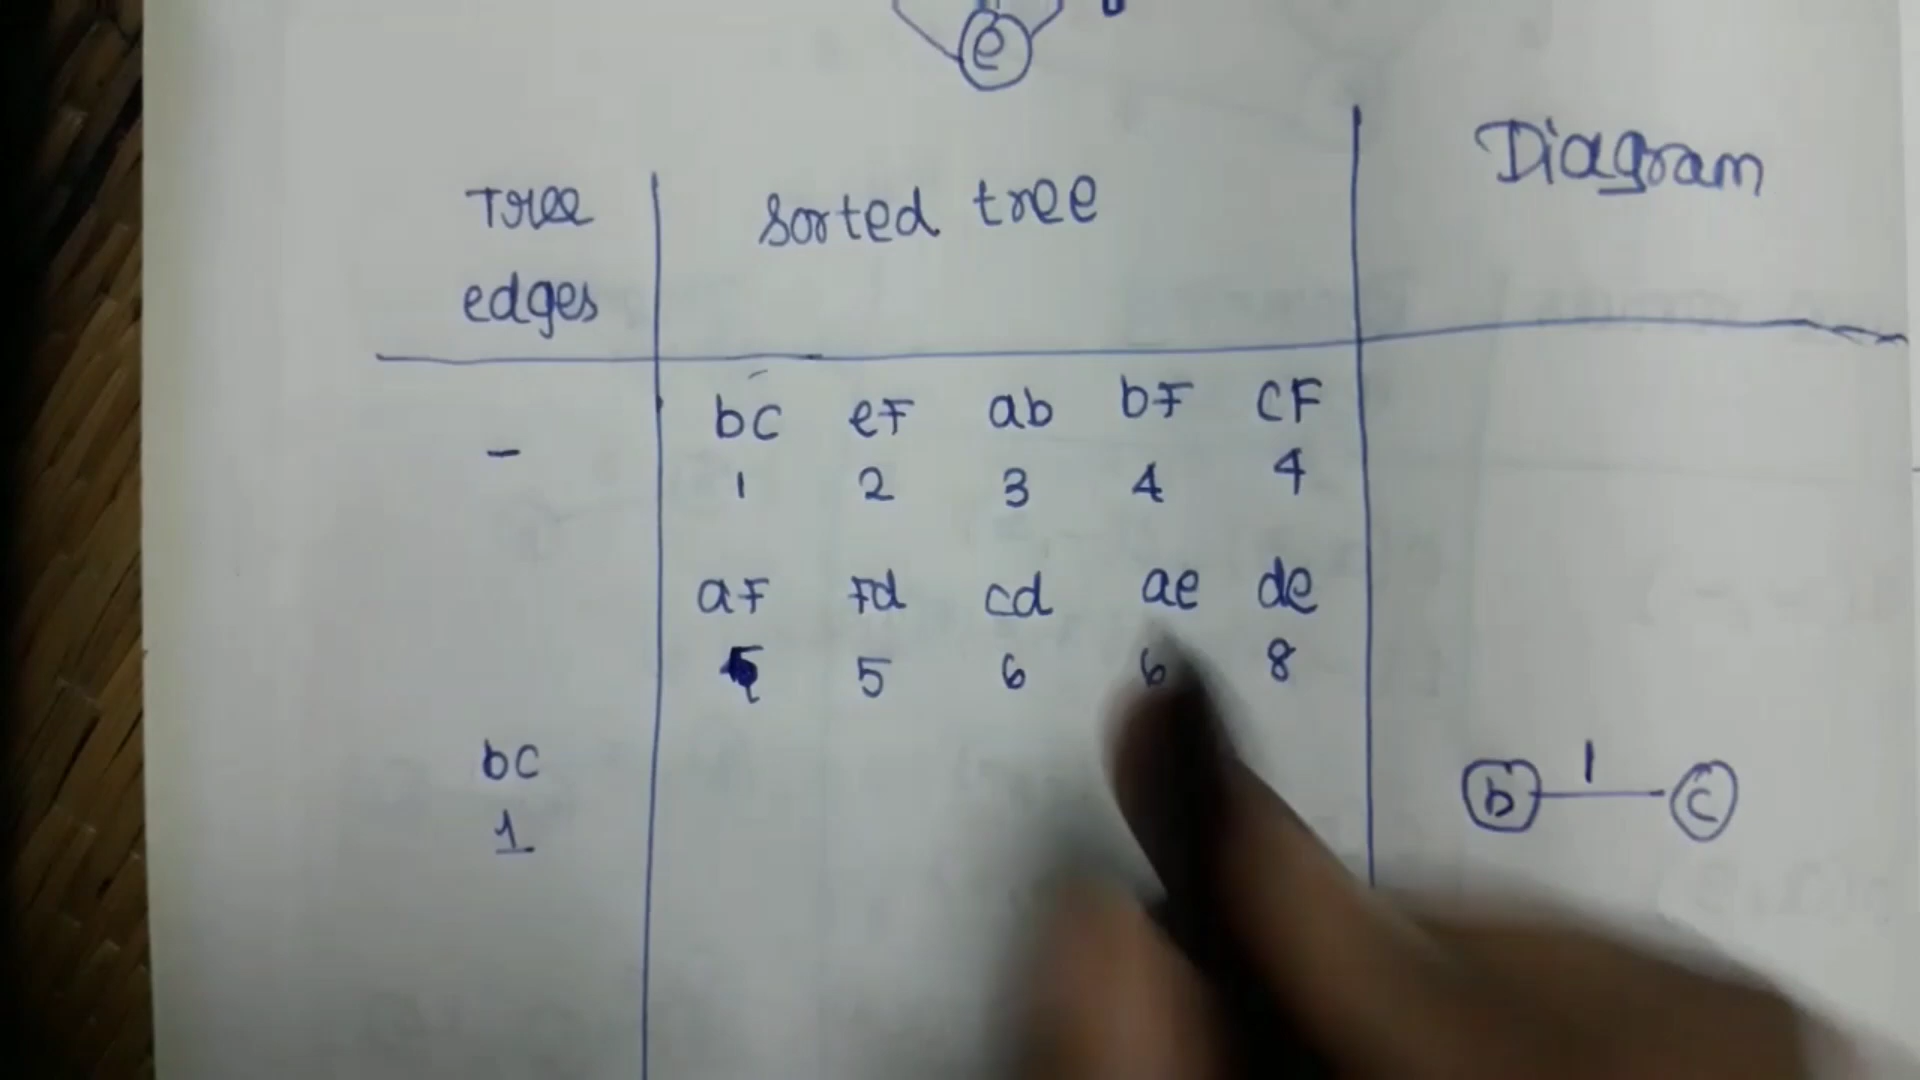 e
Tree
edges
sorted tree
Diagram
-
bc eF ab bF cF
1 2 3 4 4
aF Fd cd ae de
5 5 6 6 8
bc
1
b 1 c